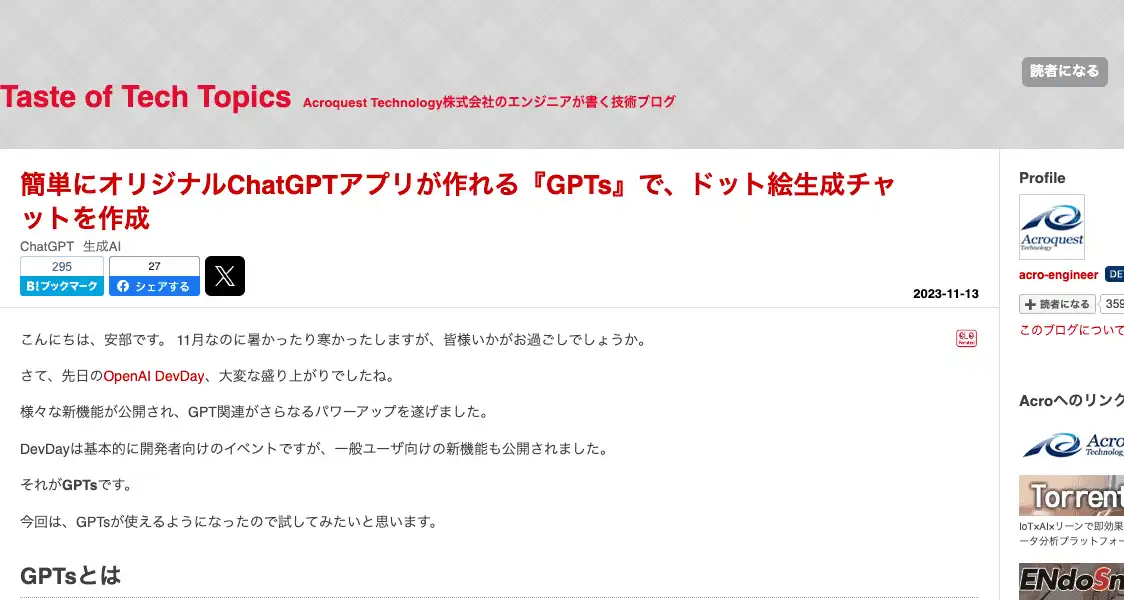 読者になる
Taste of Tech Topics Acroquest Technology株式会社のエンジニアが書く技術ブログ
簡単にオリジナルChatGPTアプリが作れる『GPTs』で、ドット絵生成チャ
ットを作成
ChatGPT 生成AI
295
27
B!ブックマーク
シェアする
2023-11-13
こんにちは、安部です。 11月なのに暑かったり寒かったしますが、皆様いかがお過ごしでしょうか。
さて、先日のOpenAI DevDay、大変な盛り上がりでしたね。
様々な新機能が公開され、GPT関連がさらなるパワーアップを遂げました。
DevDayは基本的に開発者向けのイベントですが、一般ユーザ向けの新機能も公開されました。
それがGPTsです。
今回は、GPTsが使えるようになったので試してみたいと思います。
GPTsとは
Profile
Acroquest
Technology
acro-engineer DE
読者になる 359
このブログについて
Acroへのリンク
Acro
Technolog
Torrent
IoT×AI×リーンで即効果
ータ分析プラットフォー
ENdoSn